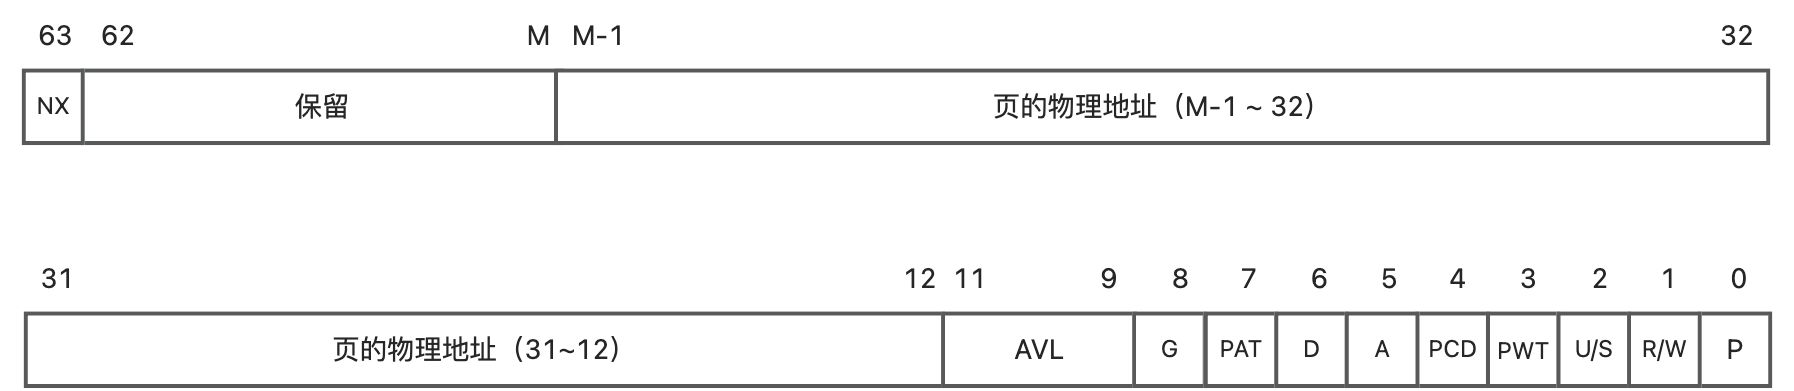 63 62 M M-1 32
NX 保留 页的物理地址（M-1 ~ 32）
31 12 11 9 8 7 6 5 4 3 2 1 0
页的物理地址（31~12） AVL G PAT D A PCD PWT U/S R/W P